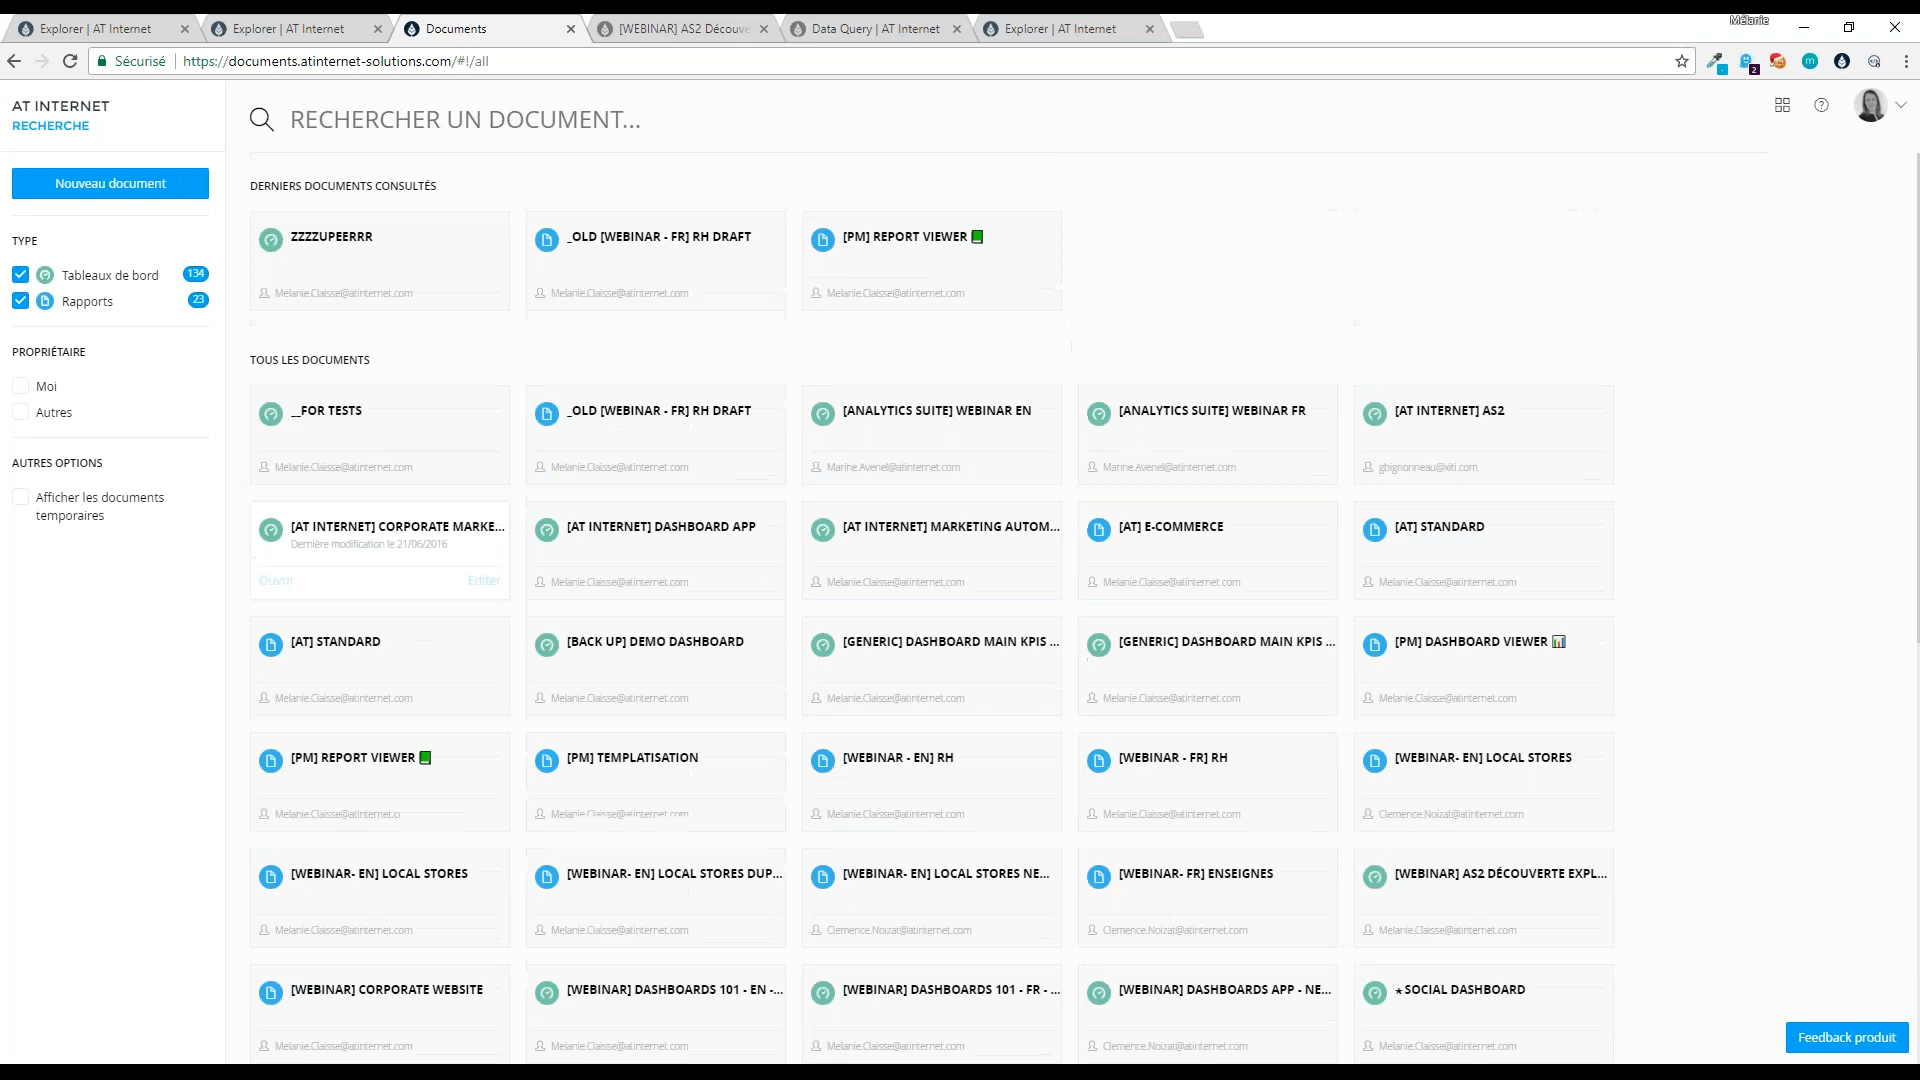 Mélanie
Explorer | AT Internet
Explorer | AT Internet
Documents
[WEBINAR] AS2 Découve
Data Query | AT Internet
Explorer | AT Internet
Sécurisé
https://documents.atinternet-solutions.com/#!/all
2
AT INTERNET
RECHERCHE
RECHERCHER UN DOCUMENT...
Nouveau document
TYPE
Tableaux de bord 134
Rapports 23
PROPRIÉTAIRE
Moi
Autres
AUTRES OPTIONS
Afficher les documents
temporaires
DERNIERS DOCUMENTS CONSULTÉS
ZZZZUPEERRR
_OLD [WEBINAR - FR] RH DRAFT
[PM] REPORT VIEWER
Melanie.Claisse@atinternet.com
Melanie.Claisse@atinternet.com
Melanie.Claisse@atinternet.com
TOUS LES DOCUMENTS
__FOR TESTS
_OLD [WEBINAR - FR] RH DRAFT
[ANALYTICS SUITE] WEBINAR EN
[ANALYTICS SUITE] WEBINAR FR
[AT INTERNET] AS2
Melanie.Claisse@atinternet.com
Melanie.Claisse@atinternet.com
Marine.Avenel@atinternet.com
Marine.Avenel@atinternet.com
gbignonneau@xiti.com
[AT INTERNET] CORPORATE MARKE...
Dernière modification le 21/06/2016
Ouvrir
Editer
[AT INTERNET] DASHBOARD APP
[AT INTERNET] MARKETING AUTOM...
[AT] E-COMMERCE
[AT] STANDARD
Melanie.Claisse@atinternet.com
Melanie.Claisse@atinternet.com
Melanie.Claisse@atinternet.com
Melanie.Claisse@atinternet.com
[AT] STANDARD
[BACK UP] DEMO DASHBOARD
[GENERIC] DASHBOARD MAIN KPIS ...
[GENERIC] DASHBOARD MAIN KPIS ...
[PM] DASHBOARD VIEWER
Melanie.Claisse@atinternet.com
Melanie.Claisse@atinternet.com
Melanie.Claisse@atinternet.com
Melanie.Claisse@atinternet.com
Melanie.Claisse@atinternet.com
[PM] REPORT VIEWER
[PM] TEMPLATISATION
[WEBINAR - EN] RH
[WEBINAR - FR] RH
[WEBINAR- EN] LOCAL STORES
Melanie.Claisse@atinternet.c
Melanie.Claisse@atinternet.com
Melanie.Claisse@atinternet.com
Melanie.Claisse@atinternet.com
Clemence.Noizat@atinternet.com
[WEBINAR- EN] LOCAL STORES
[WEBINAR- EN] LOCAL STORES DUP...
[WEBINAR- EN] LOCAL STORES NE...
[WEBINAR- FR] ENSEIGNES
[WEBINAR] AS2 DÉCOUVERTE EXPL...
Melanie.Claisse@atinternet.com
Melanie.Claisse@atinternet.com
Clemence.Noizat@atinternet.com
Clemence.Noizat@atinternet.com
Melanie.Claisse@atinternet.com
[WEBINAR] CORPORATE WEBSITE
[WEBINAR] DASHBOARDS 101 - EN -...
[WEBINAR] DASHBOARDS 101 - FR - ...
[WEBINAR] DASHBOARDS APP - NE...
★SOCIAL DASHBOARD
Melanie.Claisse@atinternet.com
Melanie.Claisse@atinternet.com
Melanie.Claisse@atinternet.com
Clemence.Noizat@atinternet.com
Melanie.Claisse@atinternet.com
Feedback produit